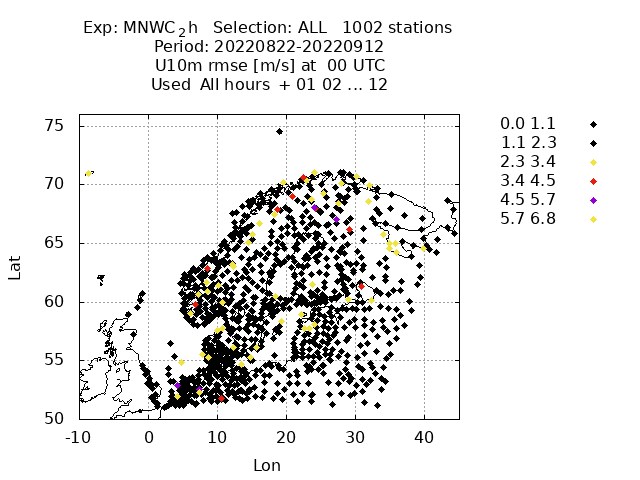 Exp: MNWC2h   Selection: ALL   1002 stations
Period: 20220822-20220912
U10m rmse [m/s] at  00 UTC
Used  All hours  + 01 02 ... 12
0.0 1.1
1.1 2.3
2.3 3.4
3.4 4.5
4.5 5.7
5.7 6.8
75
70
65
60
55
50
Lat
-10 0 10 20 30 40
Lon